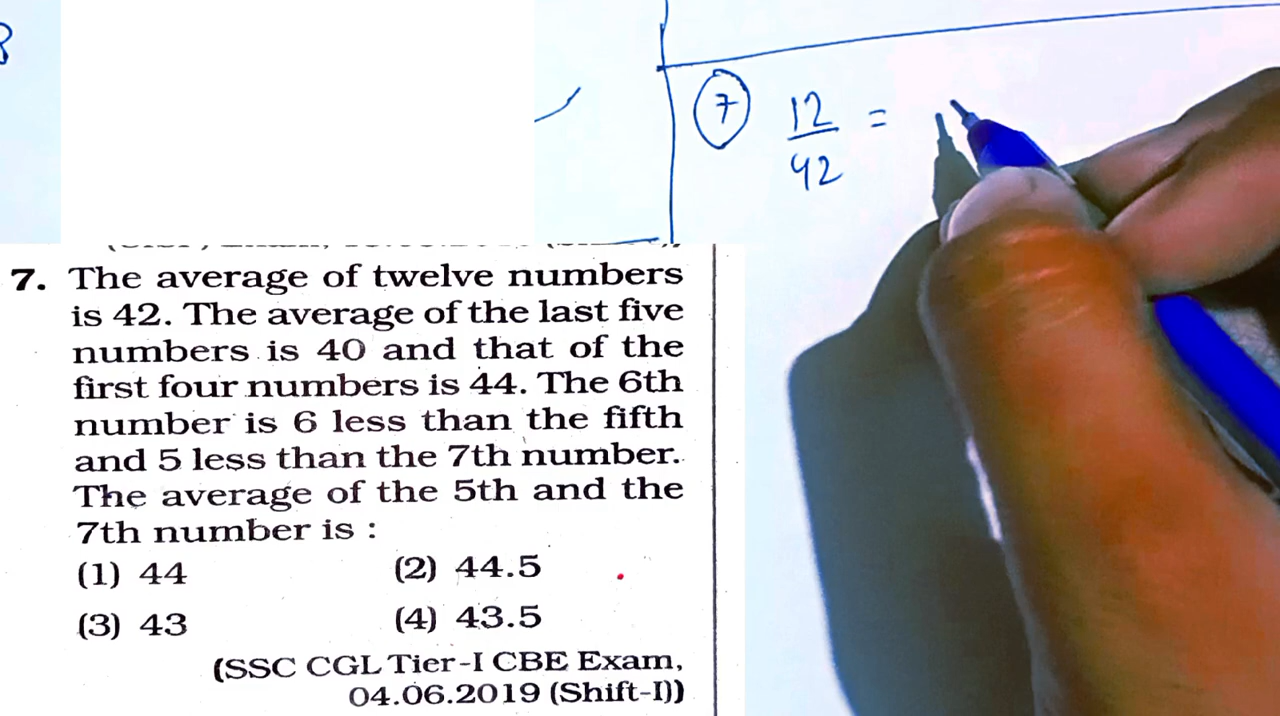 7 12/42 =
7. The average of twelve numbers
is 42. The average of the last five
numbers is 40 and that of the
first four numbers is 44. The 6th
number is 6 less than the fifth
and 5 less than the 7th number.
The average of the 5th and the
7th number is :
(1) 44 (2) 44.5
(3) 43 (4) 43.5
(SSC CGL Tier-I CBE Exam,
04.06.2019 (Shift-I))